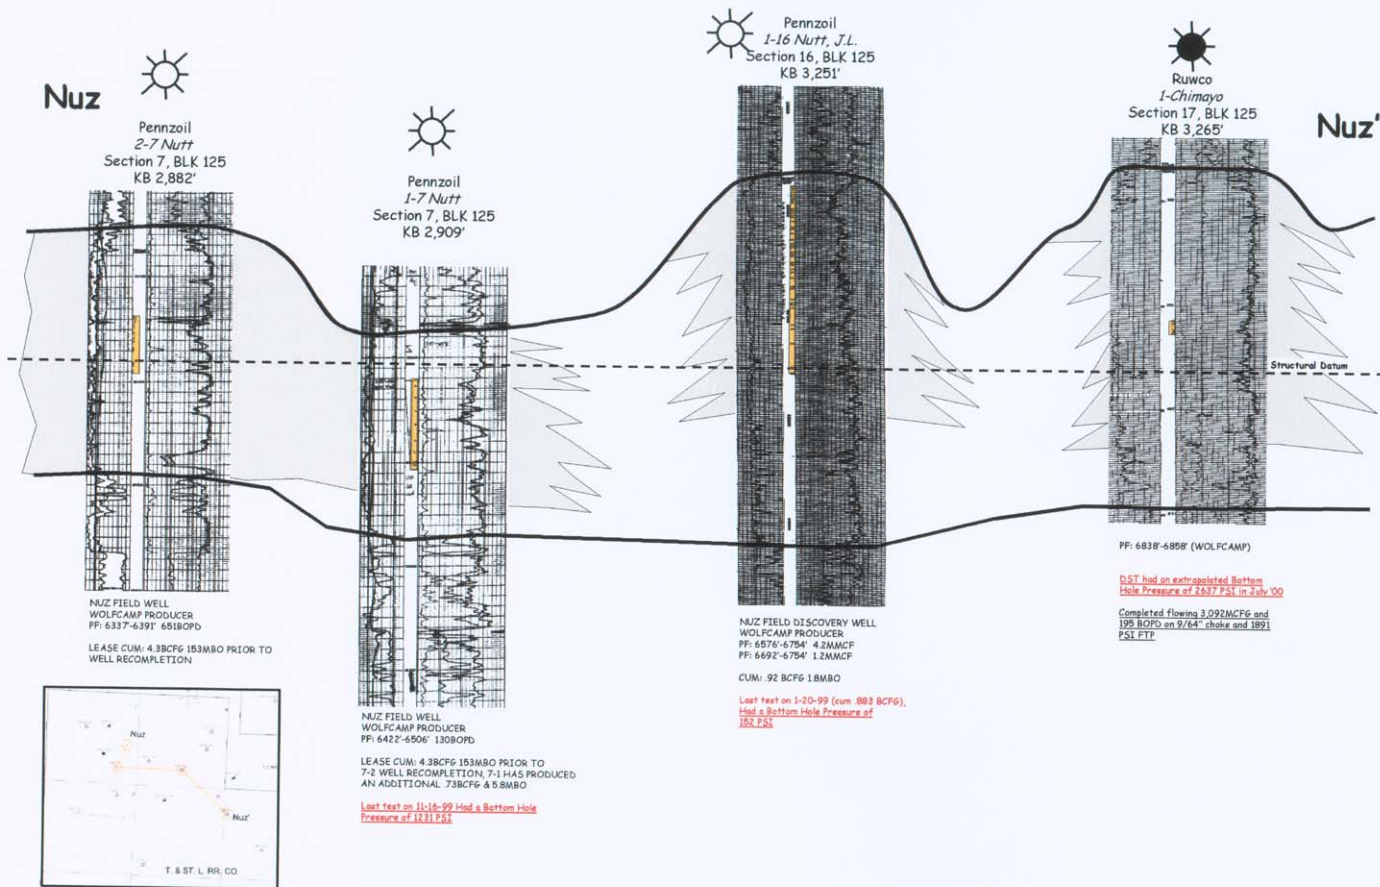 Nuz
Pennzoil
2-7 Nutt
Section 7, BLK 125
KB 2,882'
NUZ FIELD WELL
WOLFCAMP PRODUCER
PF: 6337'-6391' 651BOPD
LEASE CUM: 4.3BCFG 153MBO PRIOR TO
WELL RECOMPLETION
Pennzoil
1-7 Nutt
Section 7, BLK 125
KB 2,909'
NUZ FIELD WELL
WOLFCAMP PRODUCER
PF: 6422'-6506' 130BOPD
LEASE CUM: 4.3BCFG 153MBO PRIOR TO
7-2 WELL RECOMPLETION, 7-1 HAS PRODUCED
AN ADDITIONAL .73BCFG & 5.8MBO
Last test on 11-16-99 Had a Bottom Hole
Pressure of 1231 PSI
Pennzoil
1-16 Nutt, J.L.
Section 16, BLK 125
KB 3,251'
NUZ FIELD DISCOVERY WELL
WOLFCAMP PRODUCER
PF: 6576'-6754' 4.2MMCF
PF: 6692'-6754' 1.2MMCF
CUM: .92 BCFG 1.8MBO
Last test on 1-20-99 (cum .883 BCFG),
Had a Bottom Hole Pressure of
152 PSI
Ruwco
1-Chimayo
Section 17, BLK 125
KB 3,265'
Nuz'
Structural Datum
PF: 6838'-6858' (WOLFCAMP)
DST had an extrapolated Bottom
Hole Pressure of 2637 PSI in July '00
Completed flowing 3,092MCFG and
195 BOPD on 9/64" choke and 1891
PSI FTP
Nuz
Nuz'
T. & ST. L. RR. CO